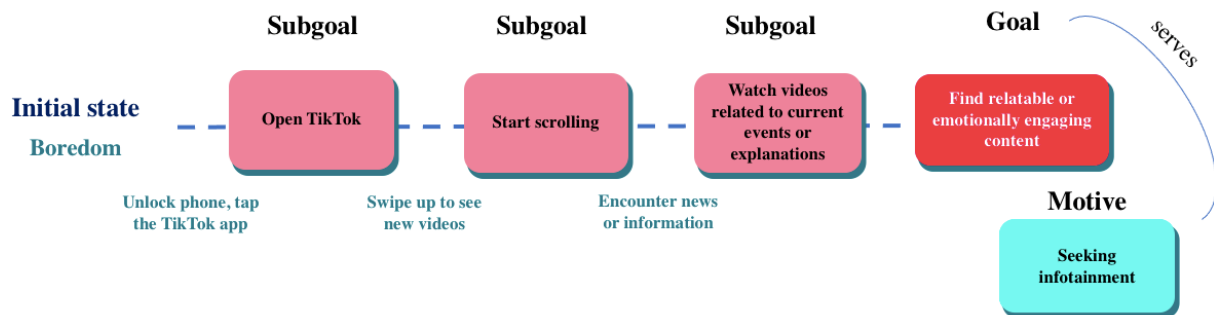 Subgoal
Subgoal
Subgoal
Goal
serves
Initial state
Boredom
Open TikTok
Start scrolling
Watch videos
related to current
events or
explanations
Find relatable or
emotionally engaging
content
Unlock phone, tap
the TikTok app
Swipe up to see
new videos
Encounter news
or information
Motive
Seeking
infotainment